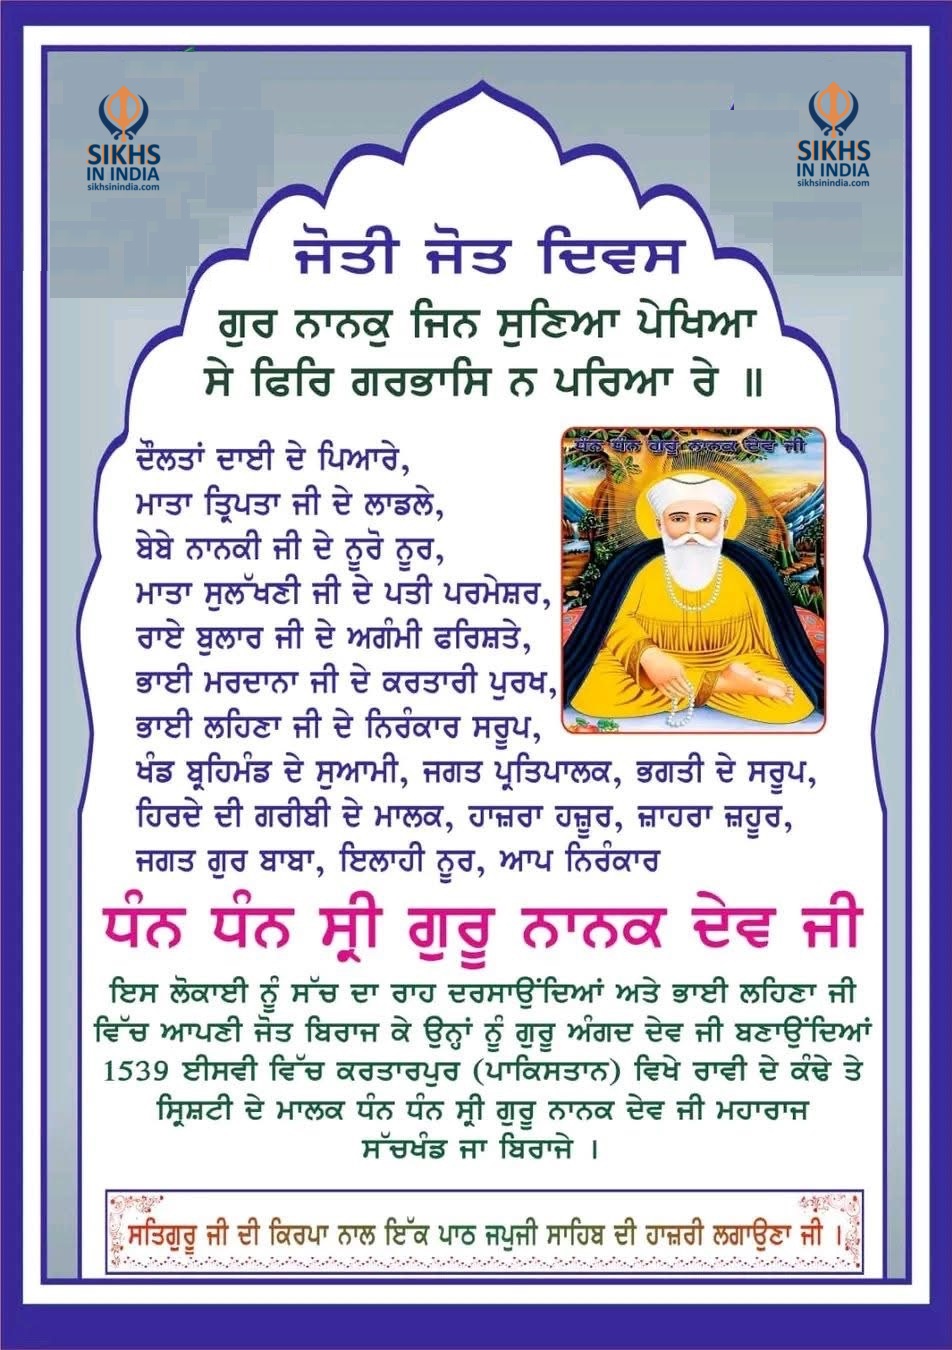 SIKHS
IN INDIA
sikhsinindia.com
SIKHS
IN INDIA
sikhsinindia.com
ਜੋਤੀ ਜੋਤ ਦਿਵਸ
ਗੁਰ ਨਾਨਕੁ ਜਿਨ ਸੁਣਿਆ ਪੇਖਿਆ
ਸੇ ਫਿਰਿ ਗਰਭਾਸਿ ਨ ਪਰਿਆ ਰੇ ॥
ਧੰਨ ਧੰਨ ਗੁਰੂ ਨਾਨਕ ਦੇਵ ਜੀ
ਦੌਲਤਾਂ ਦਾਈ ਦੇ ਪਿਆਰੇ,
ਮਾਤਾ ਤ੍ਰਿਪਤਾ ਜੀ ਦੇ ਲਾਡਲੇ,
ਬੇਬੇ ਨਾਨਕੀ ਜੀ ਦੇ ਨੂਰੋ ਨੂਰ,
ਮਾਤਾ ਸੁਲੱਖਣੀ ਜੀ ਦੇ ਪਤੀ ਪਰਮੇਸ਼ਰ,
ਰਾਏ ਬੁਲਾਰ ਜੀ ਦੇ ਅਗੰਮੀ ਫਰਿਸ਼ਤੇ,
ਭਾਈ ਮਰਦਾਨਾ ਜੀ ਦੇ ਕਰਤਾਰੀ ਪੁਰਖ,
ਭਾਈ ਲਹਿਣਾ ਜੀ ਦੇ ਨਿਰੰਕਾਰ ਸਰੂਪ,
ਖੰਡ ਬ੍ਰਹਿਮੰਡ ਦੇ ਸੁਆਮੀ, ਜਗਤ ਪ੍ਰਤਿਪਾਲਕ, ਭਗਤੀ ਦੇ ਸਰੂਪ,
ਹਿਰਦੇ ਦੀ ਗਰੀਬੀ ਦੇ ਮਾਲਕ, ਹਾਜ਼ਰਾ ਹਜ਼ੂਰ, ਜ਼ਾਹਰਾ ਜ਼ਹੂਰ,
ਜਗਤ ਗੁਰ ਬਾਬਾ, ਇਲਾਹੀ ਨੂਰ, ਆਪ ਨਿਰੰਕਾਰ
ਧੰਨ ਧੰਨ ਸ੍ਰੀ ਗੁਰੂ ਨਾਨਕ ਦੇਵ ਜੀ
ਇਸ ਲੋਕਾਈ ਨੂੰ ਸੱਚ ਦਾ ਰਾਹ ਦਰਸਾਉਂਦਿਆਂ ਅਤੇ ਭਾਈ ਲਹਿਣਾ ਜੀ
ਵਿੱਚ ਆਪਣੀ ਜੋਤ ਬਿਰਾਜ ਕੇ ਉਨ੍ਹਾਂ ਨੂੰ ਗੁਰੂ ਅੰਗਦ ਦੇਵ ਜੀ ਬਣਾਉਂਦਿਆਂ
1539 ਈਸਵੀ ਵਿੱਚ ਕਰਤਾਰਪੁਰ (ਪਾਕਿਸਤਾਨ) ਵਿਖੇ ਰਾਵੀ ਦੇ ਕੰਢੇ ਤੇ
ਸ੍ਰਿਸ਼ਟੀ ਦੇ ਮਾਲਕ ਧੰਨ ਧੰਨ ਸ੍ਰੀ ਗੁਰੂ ਨਾਨਕ ਦੇਵ ਜੀ ਮਹਾਰਾਜ
ਸੱਚਖੰਡ ਜਾ ਬਿਰਾਜੇ ।
ਸਤਿਗੁਰੂ ਜੀ ਦੀ ਕਿਰਪਾ ਨਾਲ ਇੱਕ ਪਾਠ ਜਪੁਜੀ ਸਾਹਿਬ ਦੀ ਹਾਜ਼ਰੀ ਲਗਾਉਣਾ ਜੀ ।